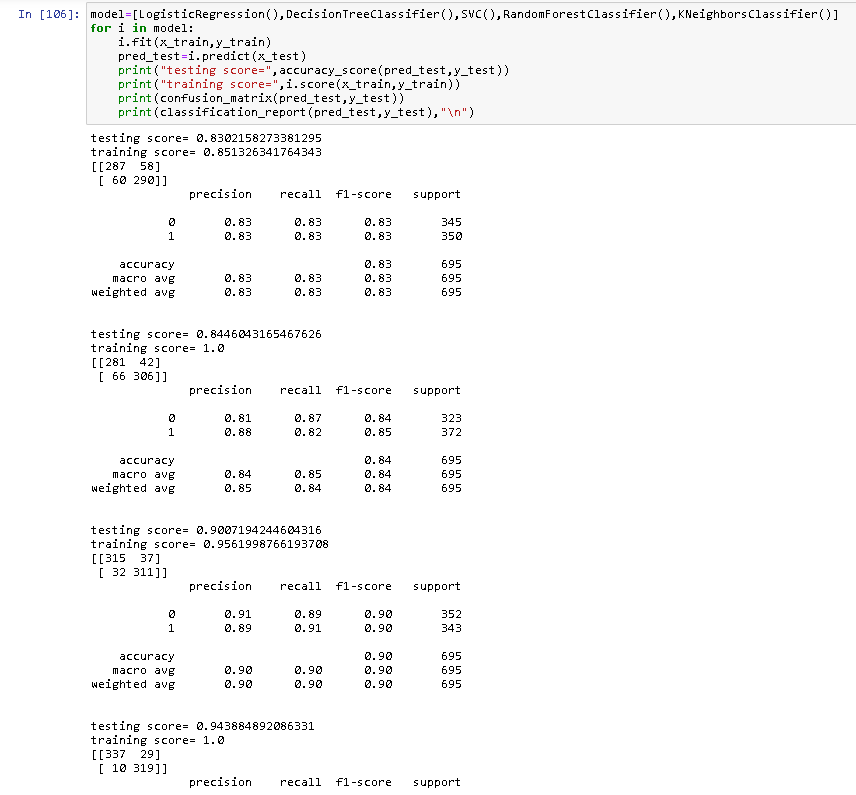 In [106]: model=[LogisticRegression(),DecisionTreeClassifier(),SVC(),RandomForestClassifier(),KNeighborsClassifier()]
for i in model:
    i.fit(x_train,y_train)
    pred_test=i.predict(x_test)
    print("testing score=",accuracy_score(pred_test,y_test))
    print("training score=",i.score(x_train,y_train))
    print(confusion_matrix(pred_test,y_test))
    print(classification_report(pred_test,y_test),"\n")
testing score= 0.8302158273381295
training score= 0.851326341764343
[[287  58]
 [ 60 290]]
              precision    recall  f1-score   support
           0       0.83      0.83      0.83       345
           1       0.83      0.83      0.83       350
    accuracy                           0.83       695
   macro avg       0.83      0.83      0.83       695
weighted avg       0.83      0.83      0.83       695
testing score= 0.8446043165467626
training score= 1.0
[[281  42]
 [ 66 306]]
              precision    recall  f1-score   support
           0       0.81      0.87      0.84       323
           1       0.88      0.82      0.85       372
    accuracy                           0.84       695
   macro avg       0.84      0.85      0.84       695
weighted avg       0.85      0.84      0.84       695
testing score= 0.9007194244604316
training score= 0.9561998766193708
[[315  37]
 [ 32 311]]
              precision    recall  f1-score   support
           0       0.91      0.89      0.90       352
           1       0.89      0.91      0.90       343
    accuracy                           0.90       695
   macro avg       0.90      0.90      0.90       695
weighted avg       0.90      0.90      0.90       695
testing score= 0.943884892086331
training score= 1.0
[[337  29]
 [ 10 319]]
              precision    recall  f1-score   support